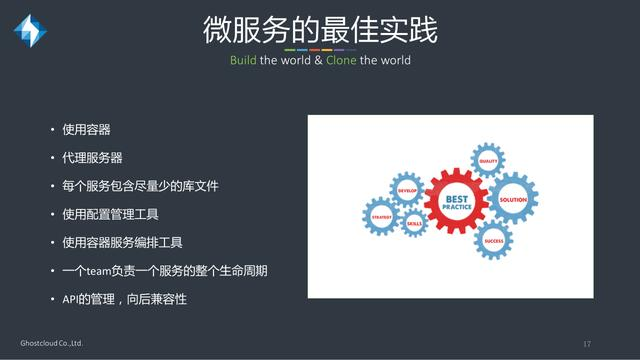 微服务的最佳实践
Build the world & Clone the world
• 使用容器
• 代理服务器
• 每个服务包含尽量少的库文件
• 使用配置管理工具
• 使用容器服务编排工具
• 一个team负责一个服务的整个生命周期
• API的管理，向后兼容性
QUALITY
DEVELOP
BEST
PRACTICE
SOLUTION
STRATEGY
SKILLS
SUCCESS
Ghostcloud Co.,Ltd.
17